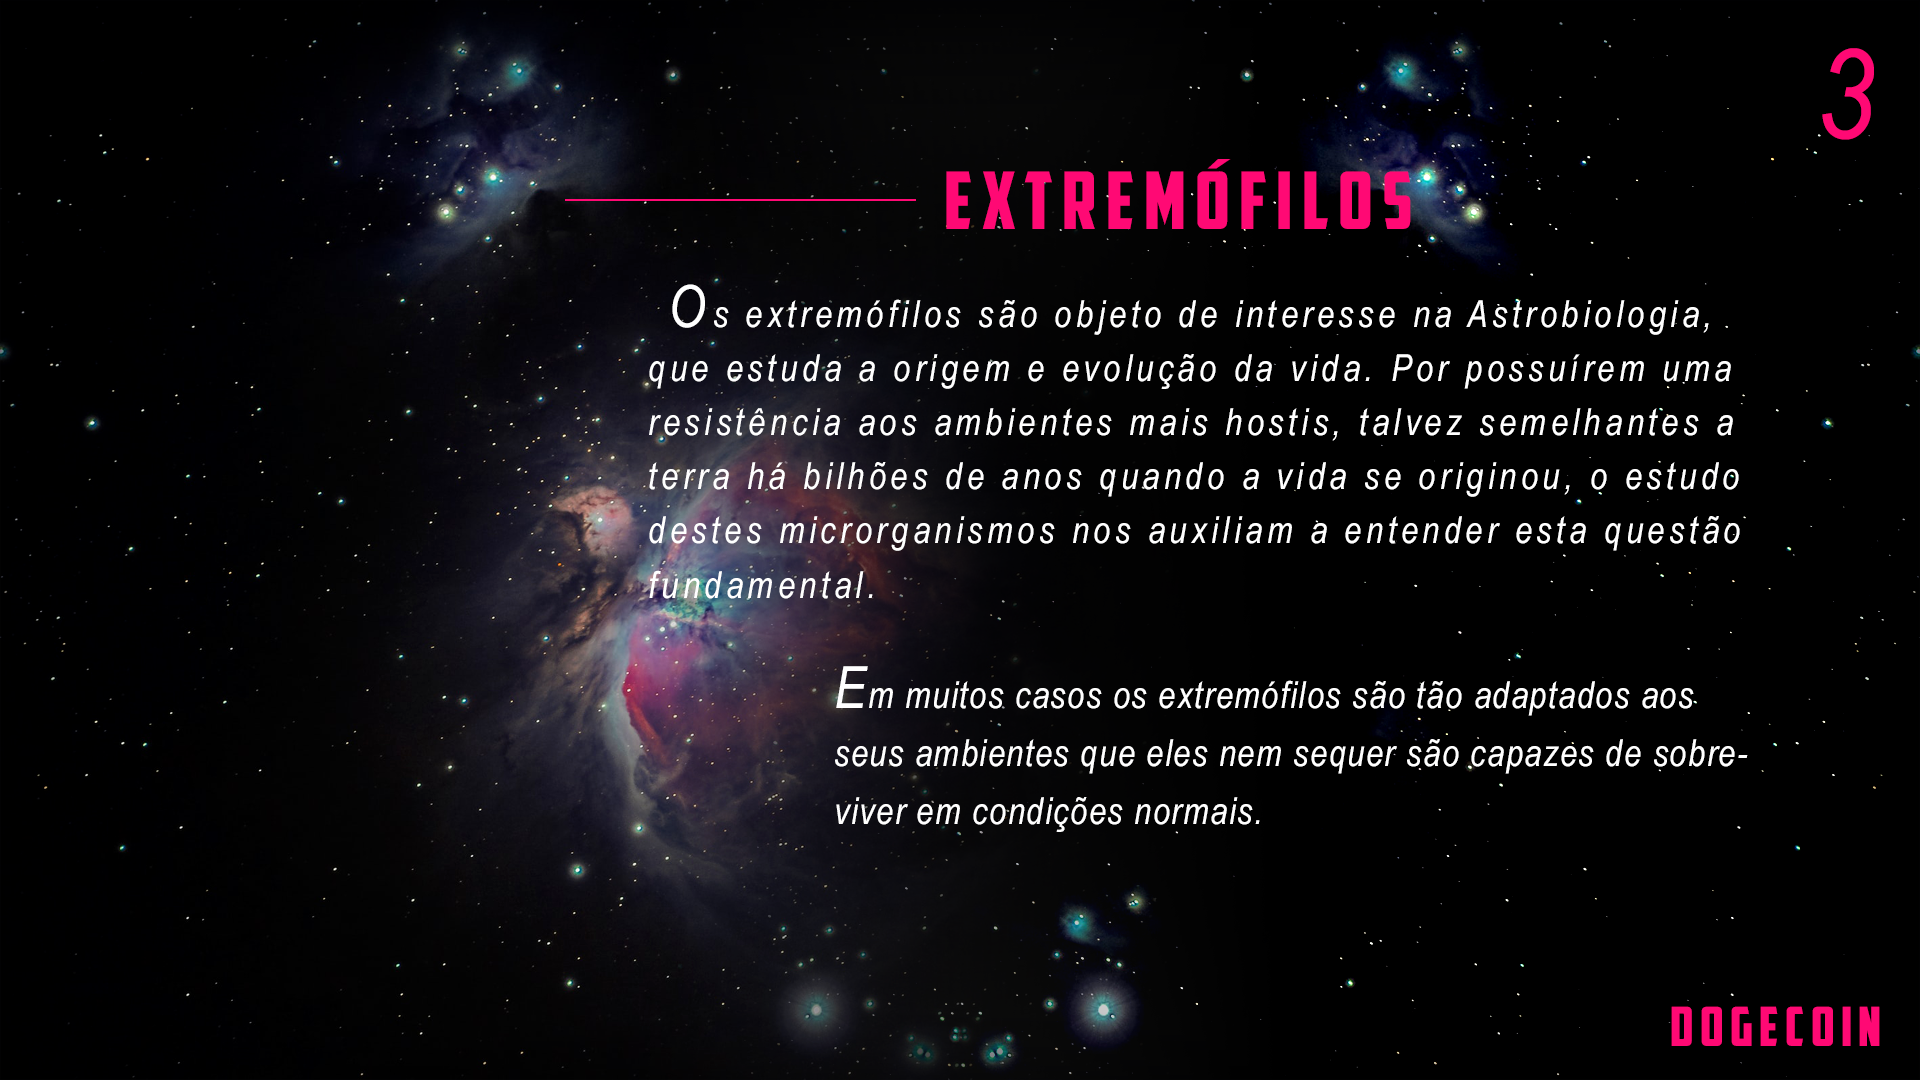 3
EXTREMÓFILOS
Os extremófilos são objeto de interesse na Astrobiologia,
que estuda a origem e evolução da vida. Por possuírem uma
resistência aos ambientes mais hostis, talvez semelhantes a
terra há bilhões de anos quando a vida se originou, o estudo
destes microrganismos nos auxiliam a entender esta questão
fundamental.
Em muitos casos os extremófilos são tão adaptados aos
seus ambientes que eles nem sequer são capazes de sobre-
viver em condições normais.
DOGECOIN